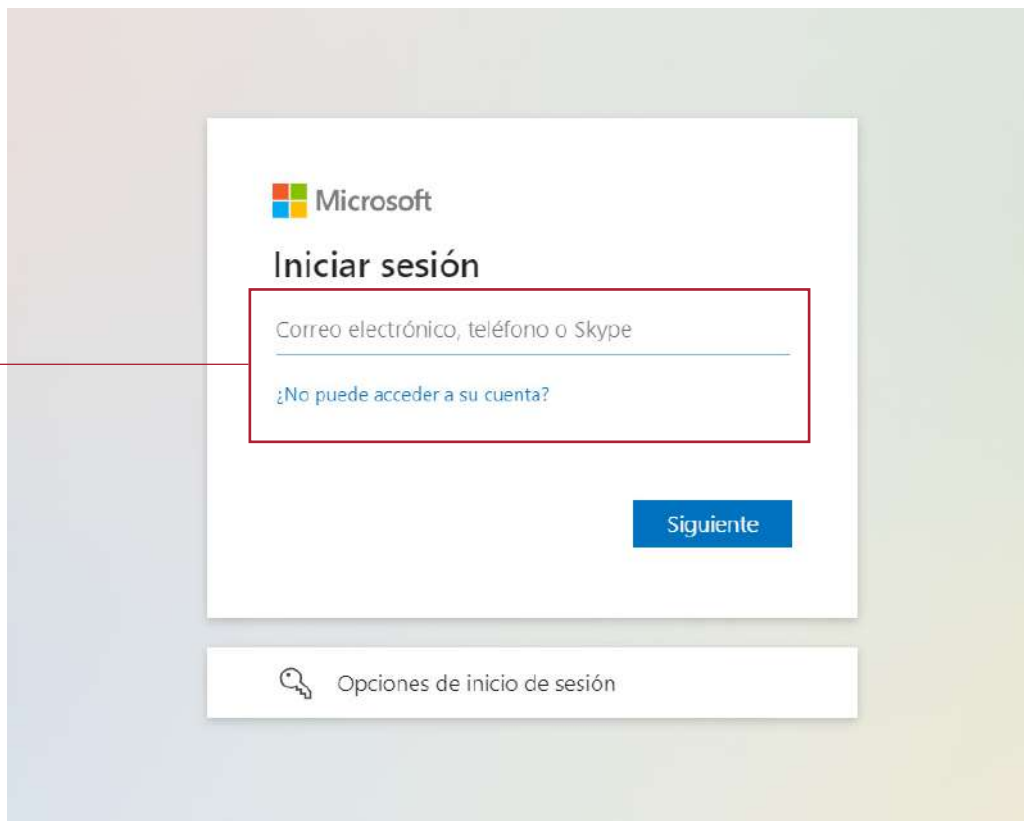 Microsoft
Iniciar sesión
Correo electrónico, teléfono o Skype
¿No puede acceder a su cuenta?
Siguiente
Opciones de inicio de sesión